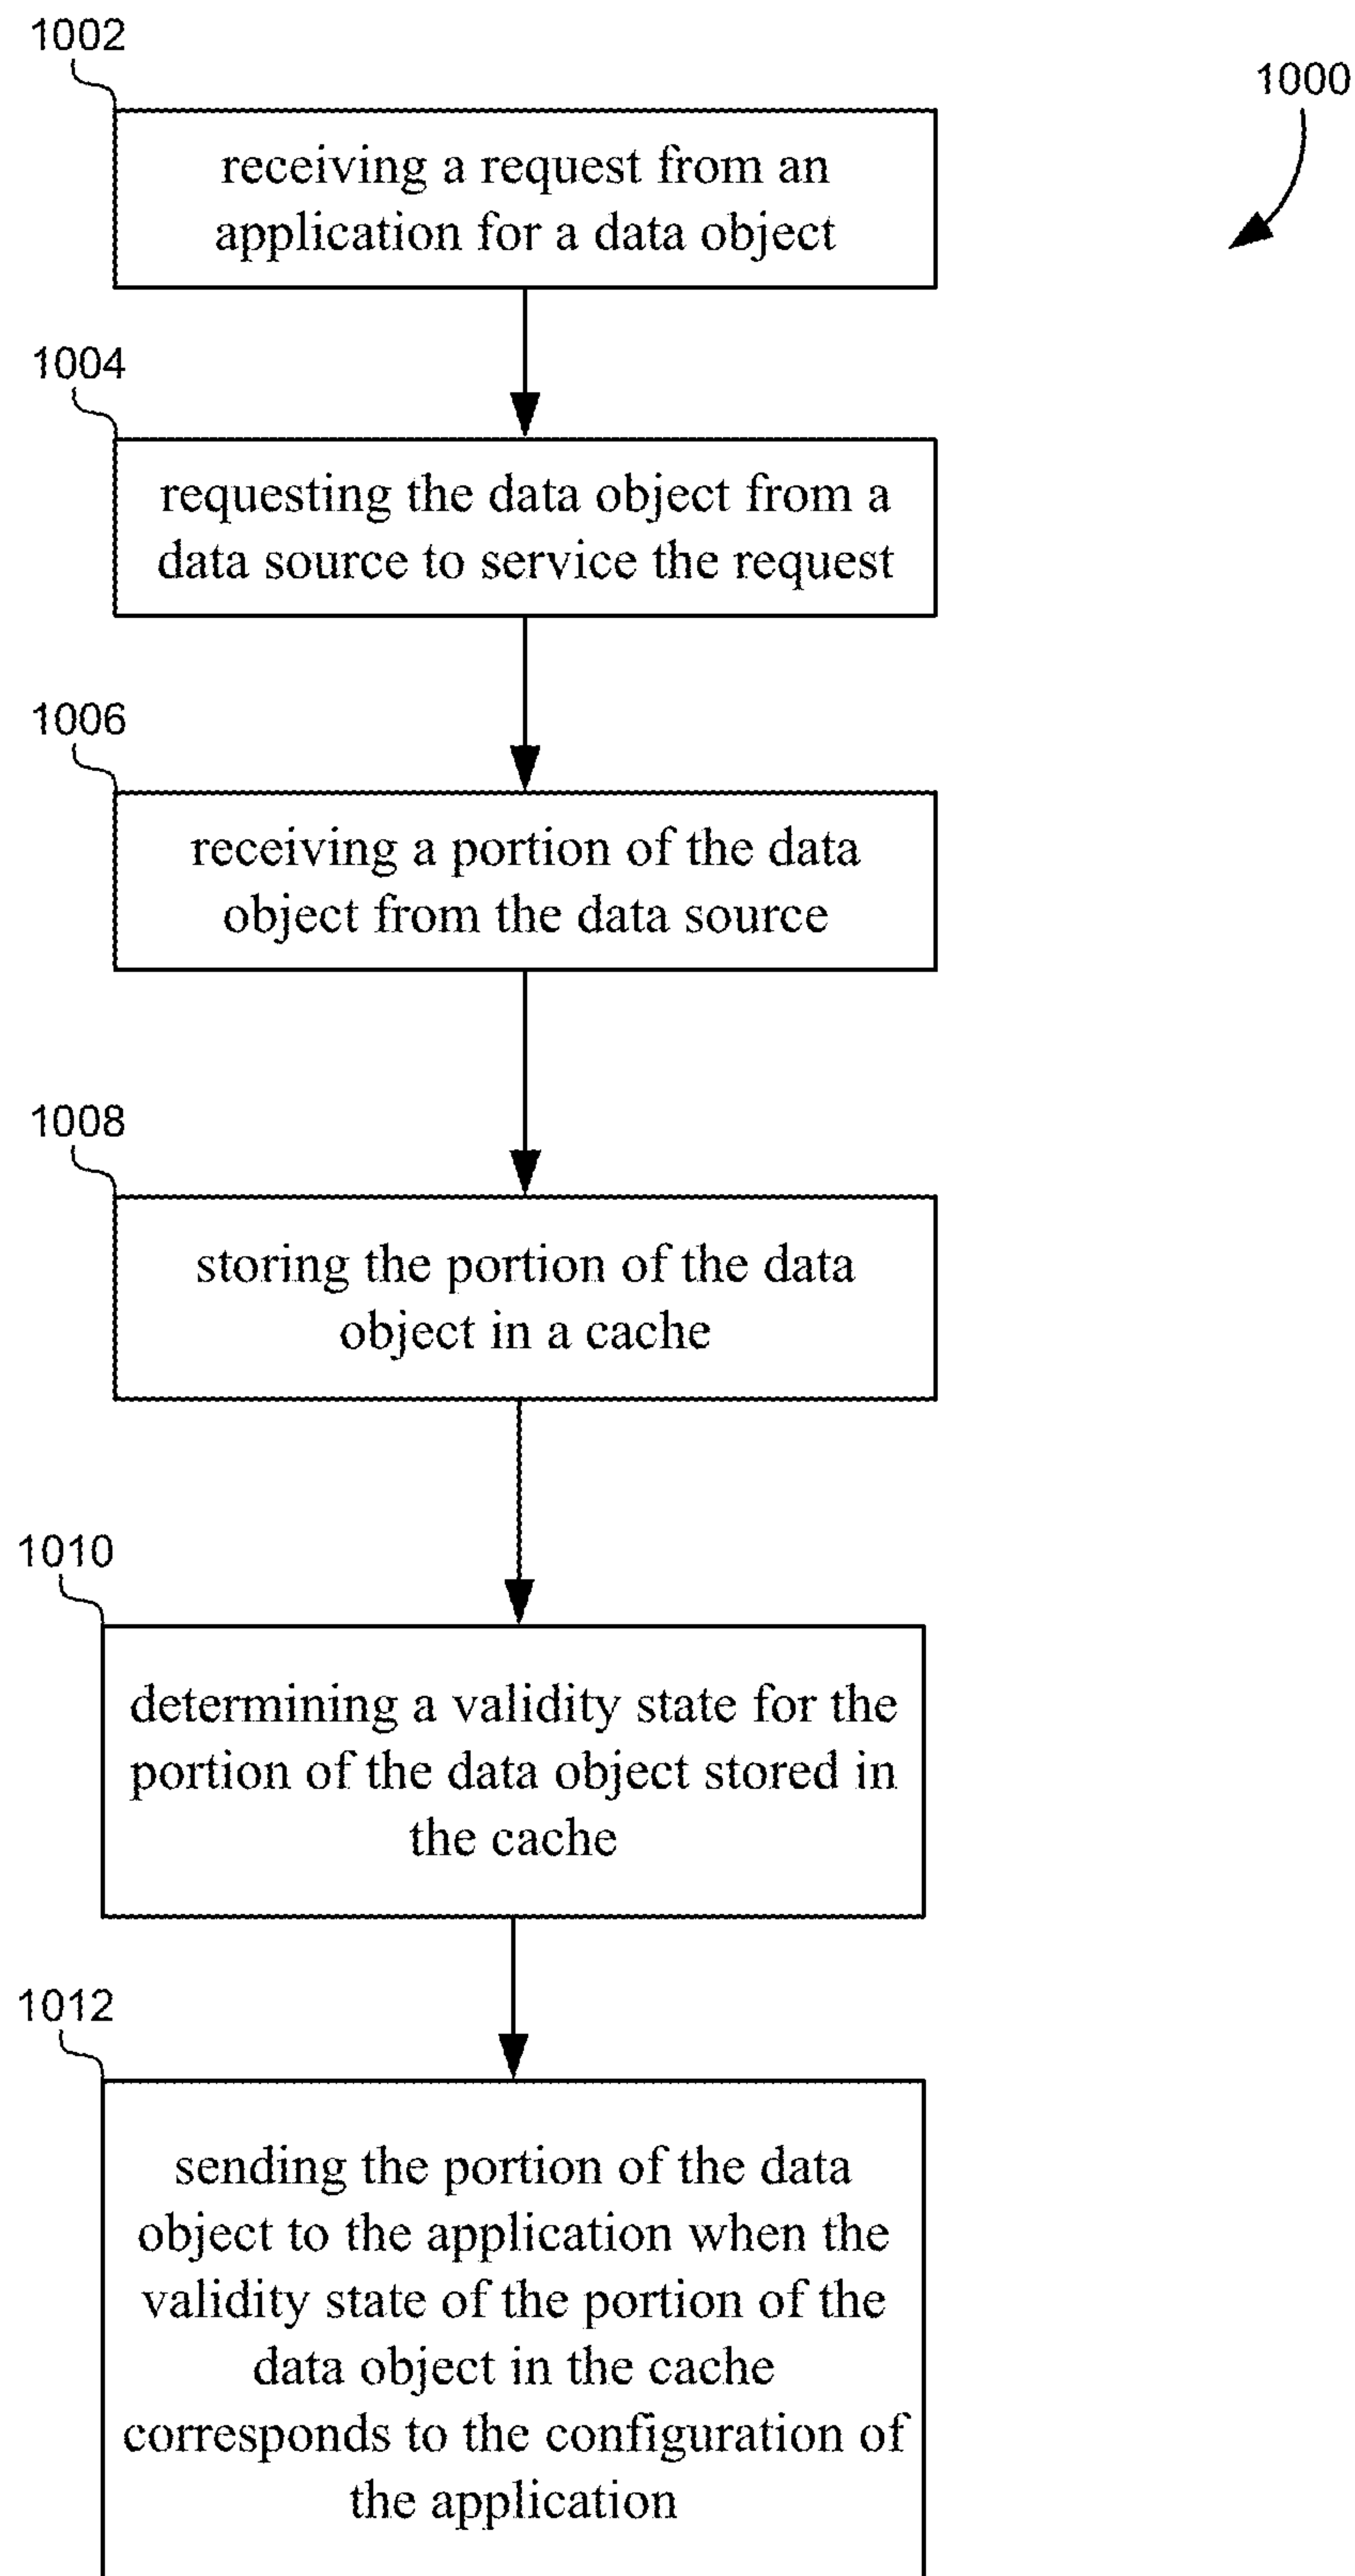 1002
1000
receiving a request from an
application for a data object
1004
requesting the data object from a
data source to service the request
1006
receiving a portion of the data
object from the data source
1008
storing the portion of the data
object in a cache
1010
determining a validity state for the
portion of the data object stored in
the cache
1012
sending the portion of the data
object to the application when the
validity state of the portion of the
data object in the cache
corresponds to the configuration of
the application